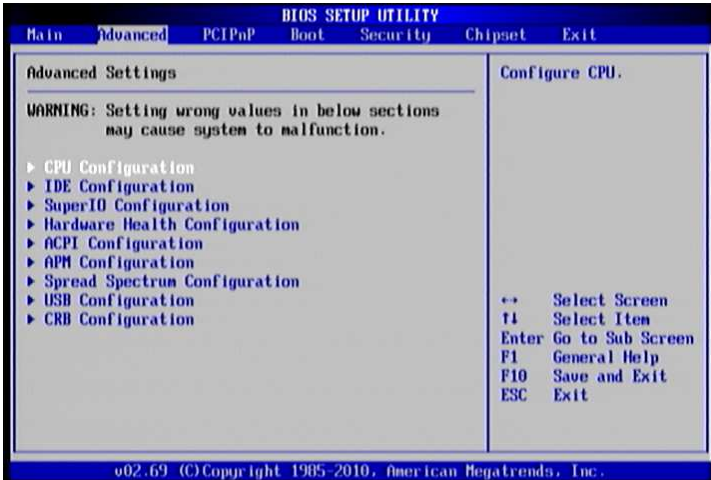 BIOS SETUP UTILITY
Main Advanced PCIPnP Boot Security Chipset Exit
Advanced Settings
WARNING: Setting wrong values in below sections
may cause system to malfunction.
▶ CPU Configuration
▶ IDE Configuration
▶ SuperIO Configuration
▶ Hardware Health Configuration
▶ ACPI Configuration
▶ APM Configuration
▶ Spread Spectrum Configuration
▶ USB Configuration
▶ CRB Configuration
Configure CPU.
↔ Select Screen
↑↓ Select Item
Enter Go to Sub Screen
F1 General Help
F10 Save and Exit
ESC Exit
v02.69 (C)Copyright 1985-2010, American Megatrends, Inc.